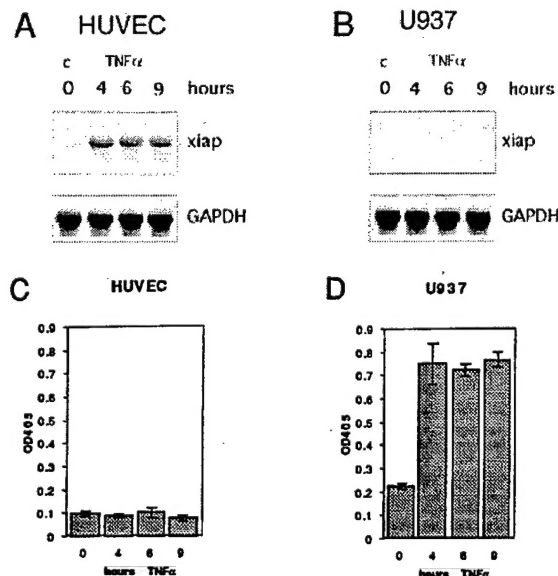 A HUVEC
c TNFα
0 4 6 9 hours
xiap
GAPDH
B U937
c TNFα
0 4 6 9 hours
xiap
GAPDH
C HUVEC
0.9
0.8
0.7
0.6
0.5
0.4
0.3
0.2
0.1
0
OD405
0 4 6 9
hours TNFα
D U937
0.9
0.8
0.7
0.6
0.5
0.4
0.3
0.2
0.1
0
OD405
0 4 6 9
hours TNFα